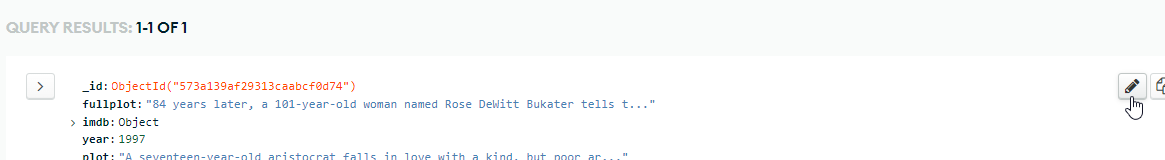 QUERY RESULTS: 1-1 OF 1
_id: ObjectId("573a139af29313caabcf0d74")
fullplot: "84 years later, a 101-year-old woman named Rose DeWitt Bukater tells t..."
imdb: Object
year: 1997
plot: "A seventeen-year-old aristocrat falls in love with a kind, but poor ar..."